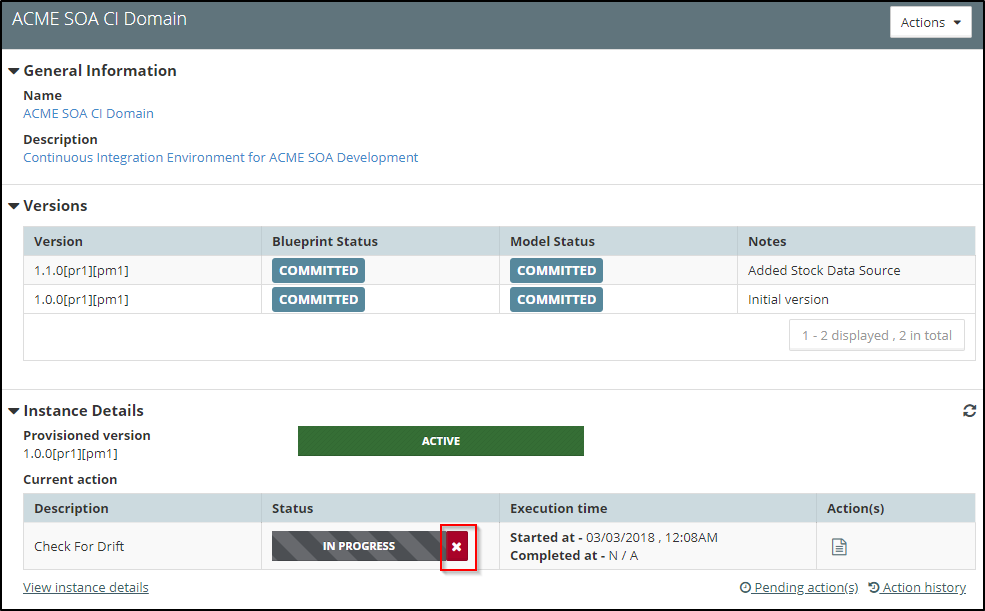 ACME SOA CI Domain
Actions
General Information
Name
ACME SOA CI Domain
Description
Continuous Integration Environment for ACME SOA Development
Versions
Version Blueprint Status Model Status Notes
1.1.0[pr1][pm1] COMMITTED COMMITTED Added Stock Data Source
1.0.0[pr1][pm1] COMMITTED COMMITTED Initial version
1 - 2 displayed , 2 in total
Instance Details
Provisioned version
ACTIVE
1.0.0[pr1][pm1]
Current action
Description Status Execution time Action(s)
Check For Drift IN PROGRESS Started at - 03/03/2018 , 12:08AM
Completed at - N / A
View instance details Pending action(s) Action history